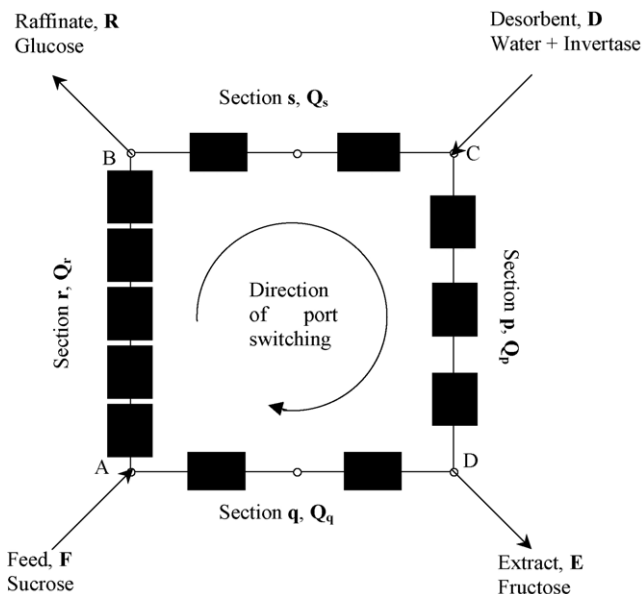 Raffinate, R
Glucose
Desorbent, D
Water + Invertase
Section s, Qs
B
C
Section r, Qr
Direction
of port
switching
Section p, Qp
A
D
Section q, Qq
Feed, F
Sucrose
Extract, E
Fructose